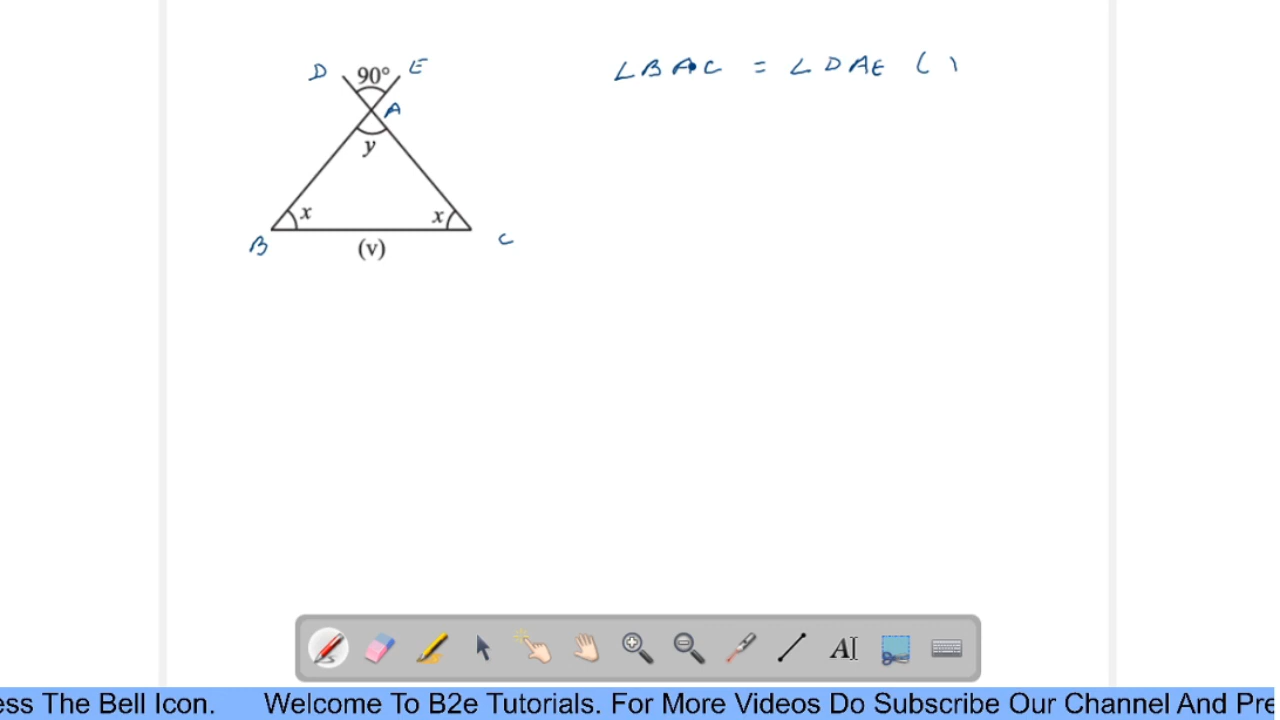 D 90° E
∠BAC = ∠DAE (
A
y
x x
B (v) C
AI
ess The Bell Icon. Welcome To B2e Tutorials. For More Videos Do Subscribe Our Channel And Pre